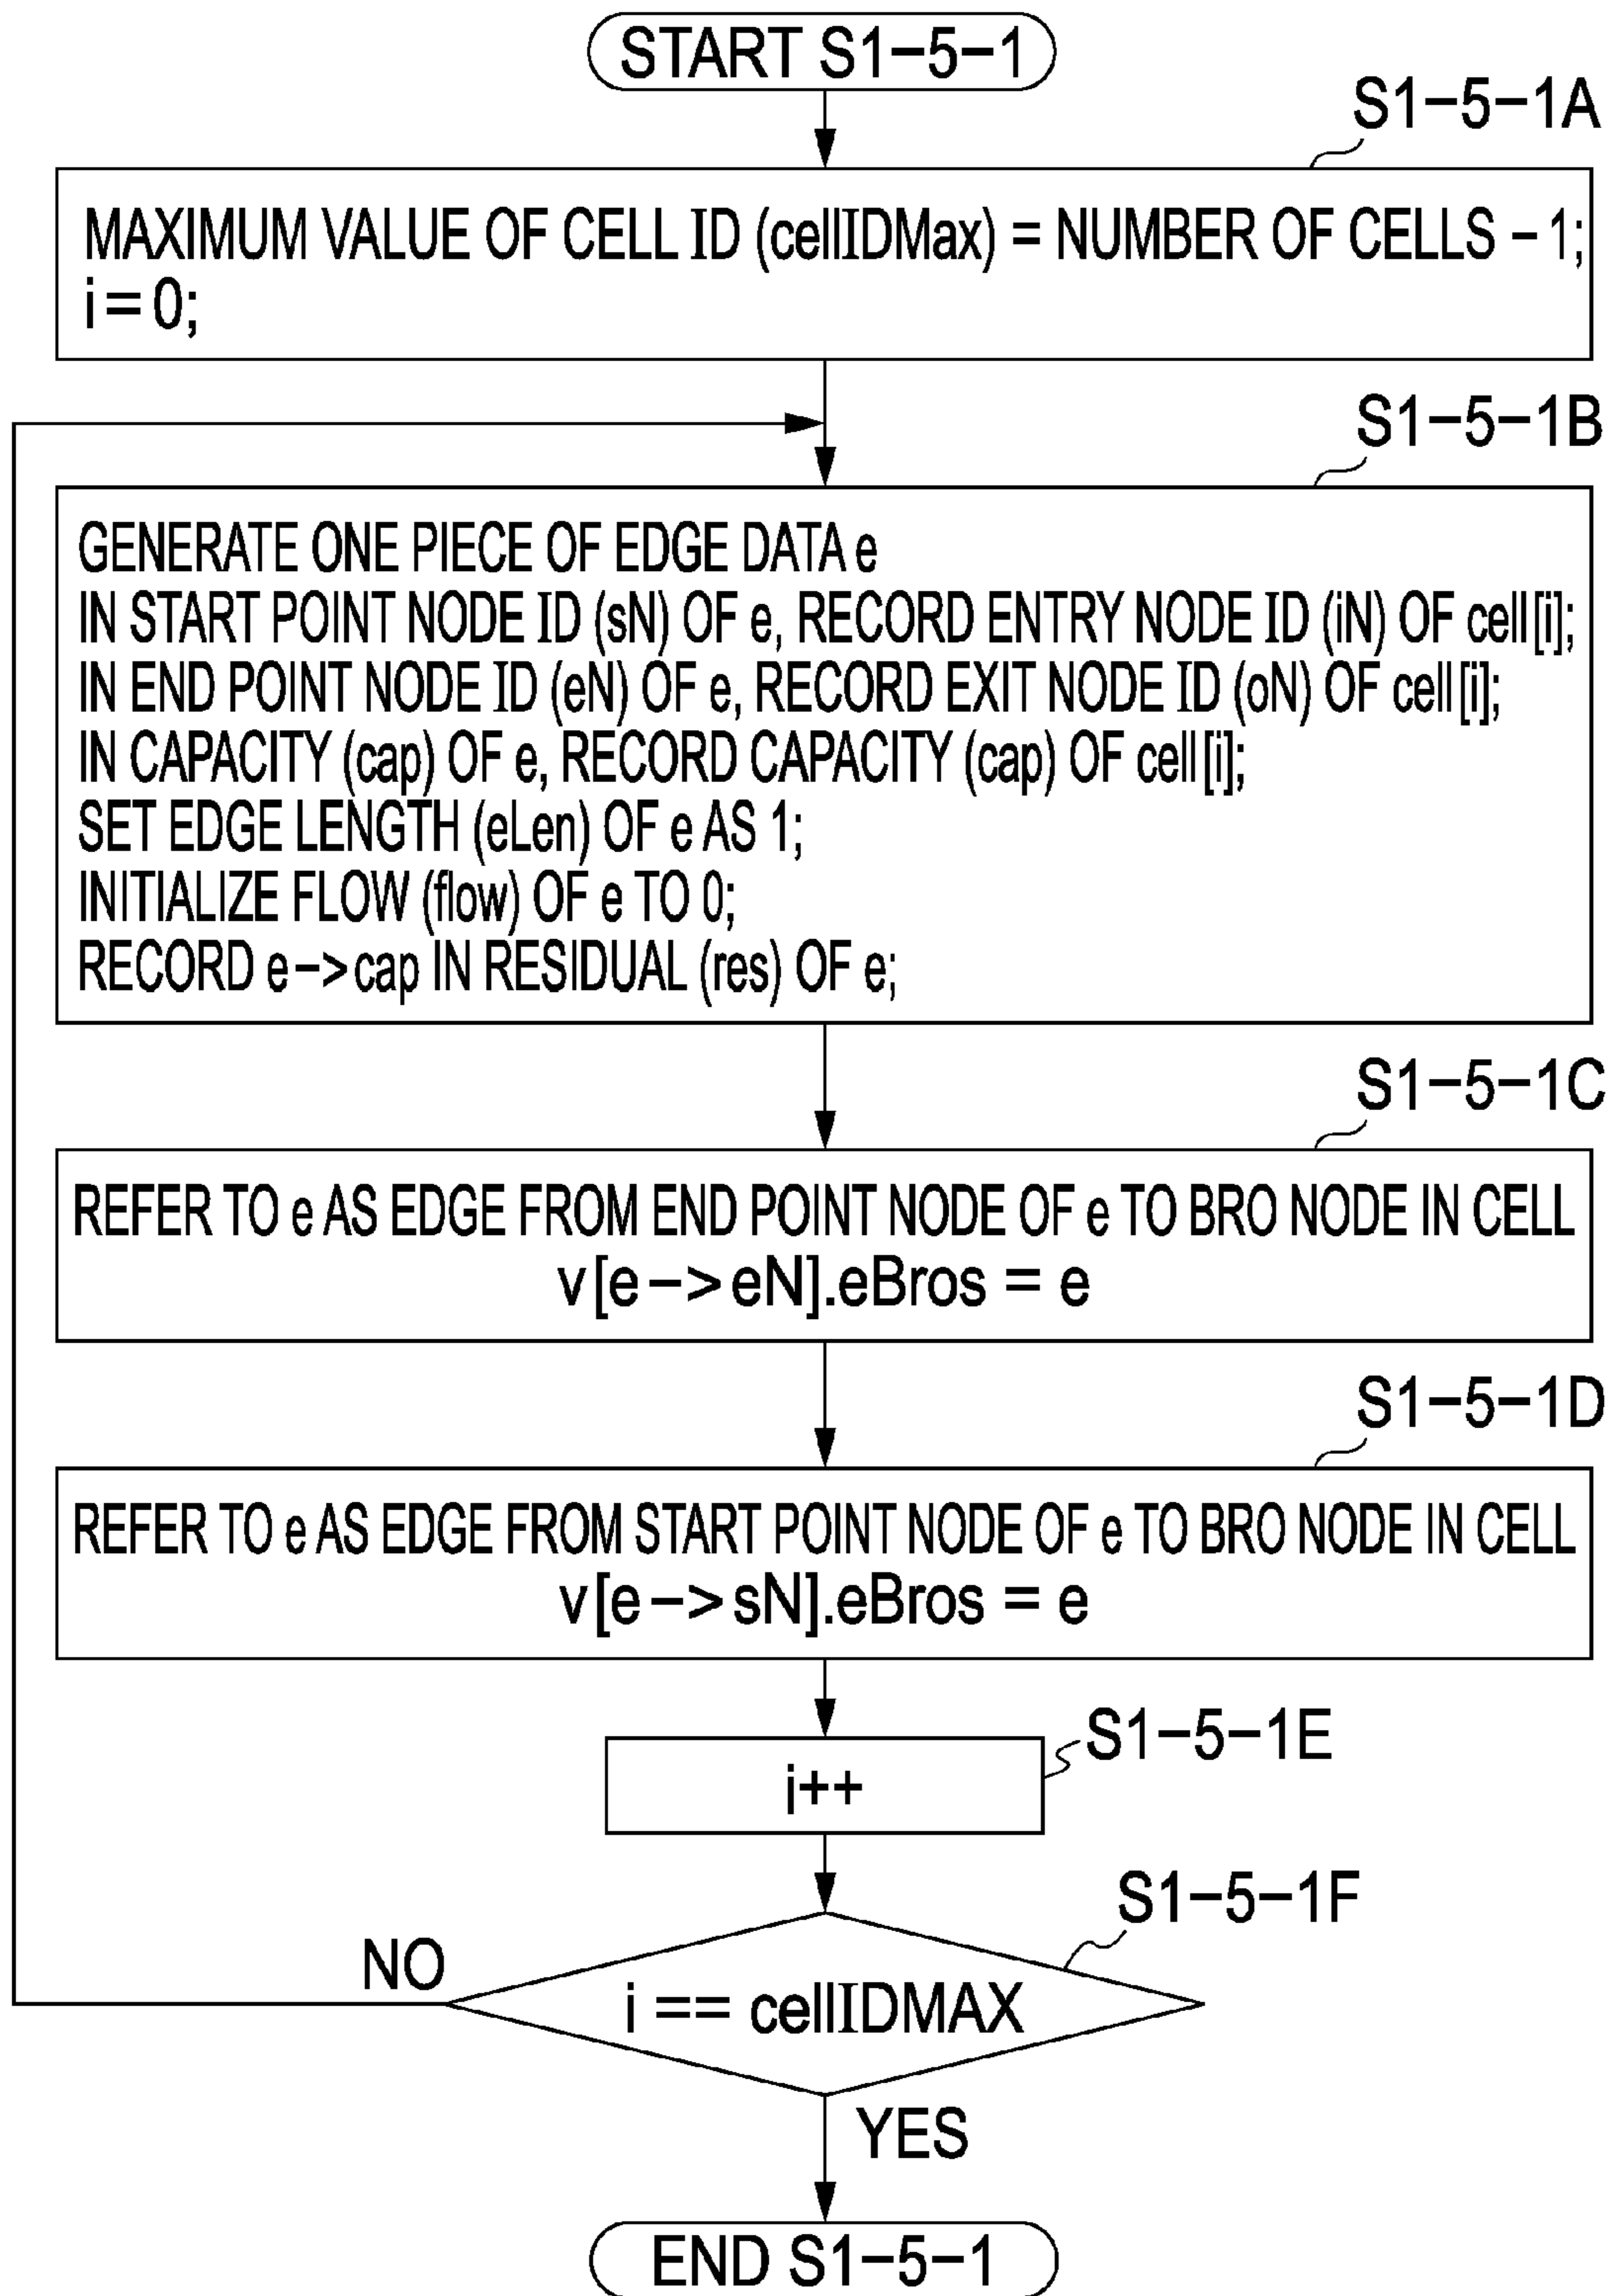 START S1-5-1
S1-5-1A
MAXIMUM VALUE OF CELL ID (cellIDMax) = NUMBER OF CELLS - 1;
i = 0;
S1-5-1B
GENERATE ONE PIECE OF EDGE DATA e
IN START POINT NODE ID (sN) OF e, RECORD ENTRY NODE ID (iN) OF cell[i];
IN END POINT NODE ID (eN) OF e, RECORD EXIT NODE ID (oN) OF cell[i];
IN CAPACITY (cap) OF e, RECORD CAPACITY (cap) OF cell[i];
SET EDGE LENGTH (eLen) OF e AS 1;
INITIALIZE FLOW (flow) OF e TO 0;
RECORD e->cap IN RESIDUAL (res) OF e;
S1-5-1C
REFER TO e AS EDGE FROM END POINT NODE OF e TO BRO NODE IN CELL
v[e->eN].eBros = e
S1-5-1D
REFER TO e AS EDGE FROM START POINT NODE OF e TO BRO NODE IN CELL
v[e->sN].eBros = e
S1-5-1E
i++
S1-5-1F
NO
i == cellIDMAX
YES
END S1-5-1